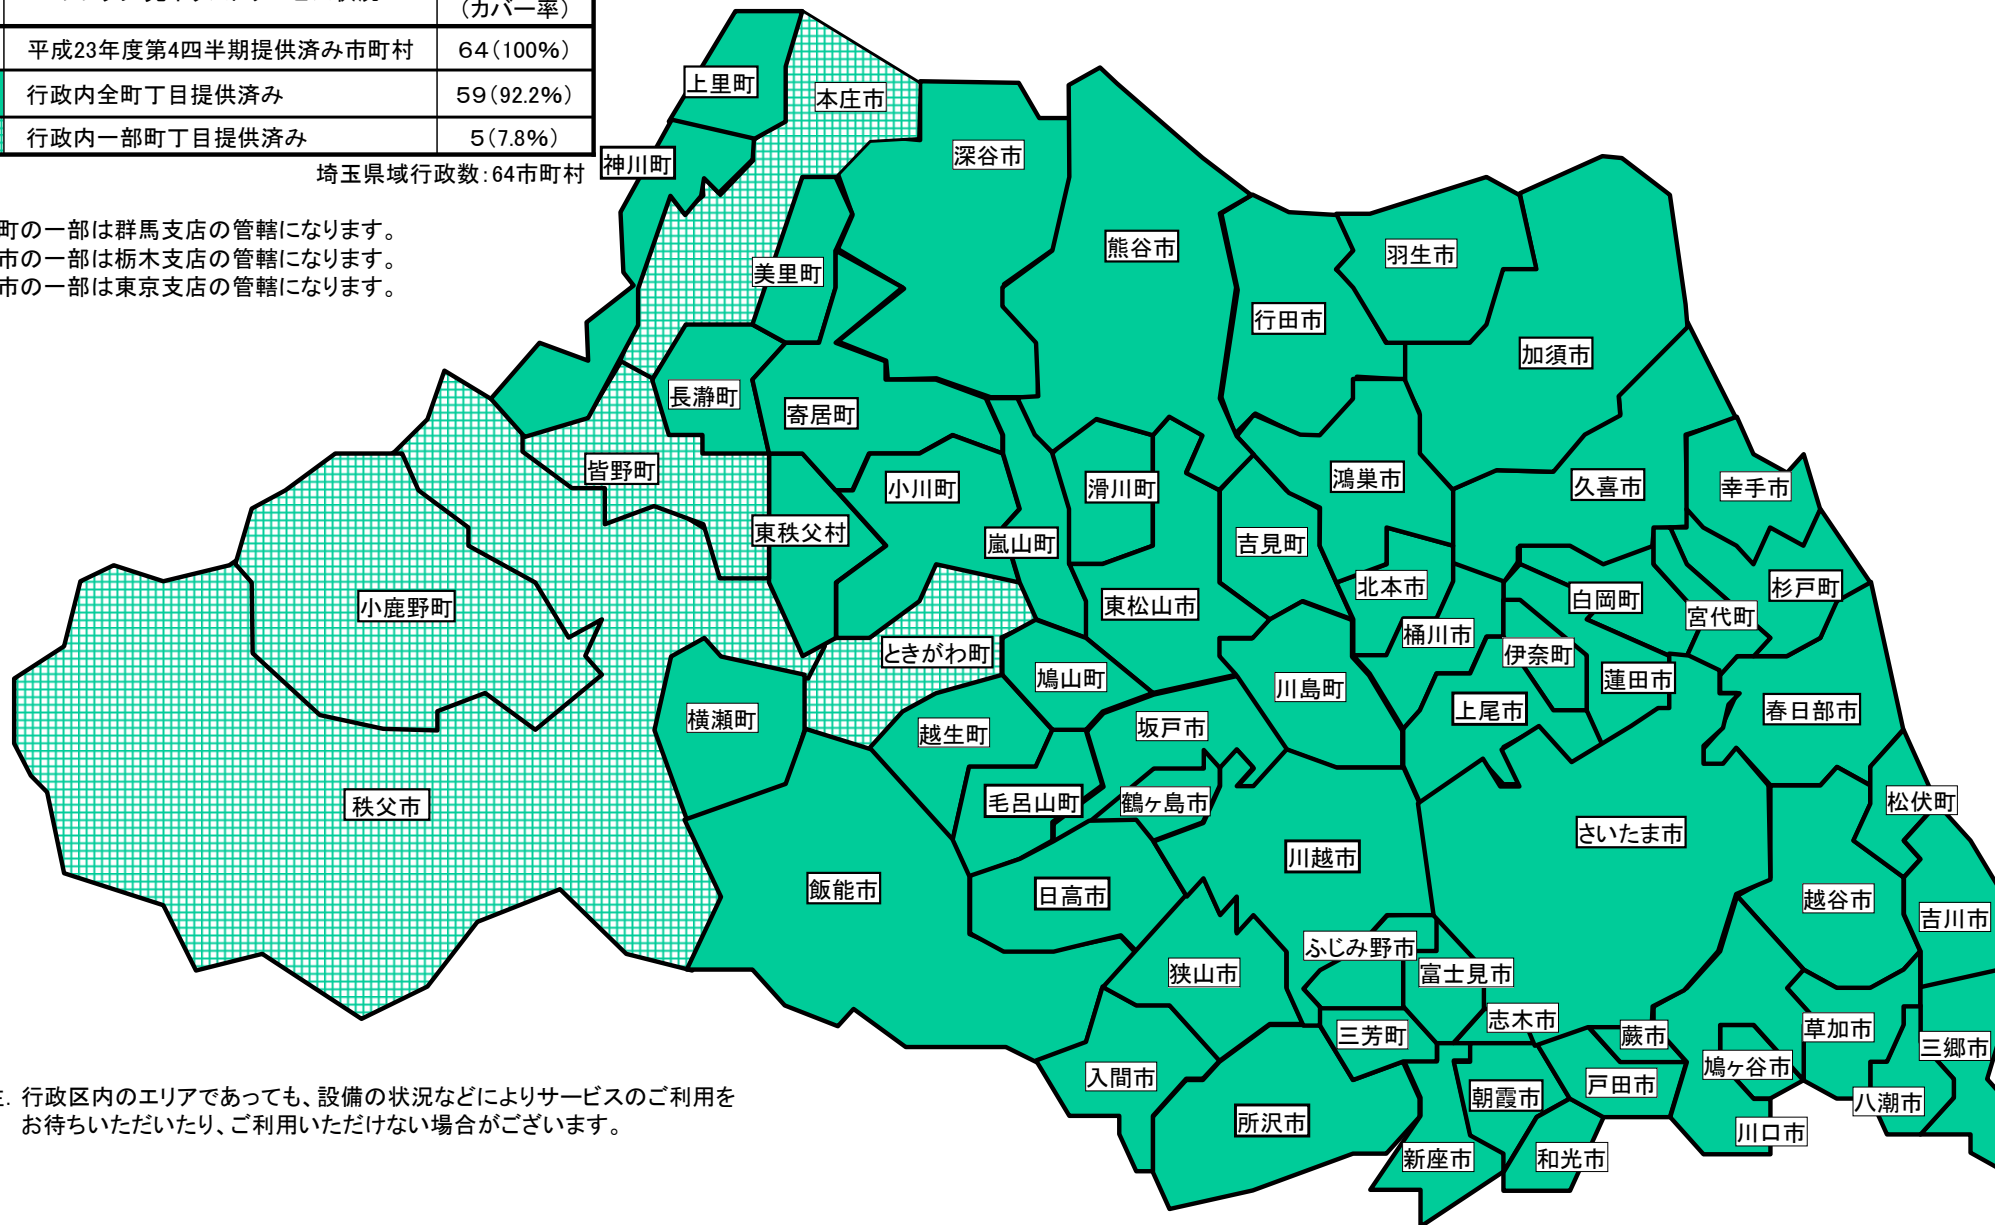 (カバー率)
平成23年度第4四半期提供済み市町村 64(100%)
行政内全町丁目提供済み 59(92.2%)
行政内一部町丁目提供済み 5(7.8%)
埼玉県域行政数:64市町村
町の一部は群馬支店の管轄になります。
市の一部は栃木支店の管轄になります。
市の一部は東京支店の管轄になります。
上里町
本庄市
神川町
深谷市
熊谷市
羽生市
美里町
行田市
加須市
長瀞町
寄居町
皆野町
小川町
滑川町
鴻巣市
久喜市
幸手市
東秩父村
嵐山町
吉見町
北本市
杉戸町
小鹿野町
東松山市
白岡町
宮代町
桶川市
ときがわ町
伊奈町
鳩山町
川島町
蓮田市
横瀬町
上尾市
春日部市
越生町
坂戸市
秩父市
毛呂山町
鶴ヶ島市
松伏町
さいたま市
川越市
飯能市
日高市
越谷市
吉川市
ふじみ野市
狭山市
富士見市
志木市
草加市
三芳町
蕨市
三郷市
鳩ヶ谷市
入間市
戸田市
朝霞市
八潮市
所沢市
川口市
新座市
和光市
. 行政区内のエリアであっても、設備の状況などによりサービスのご利用を
お待ちいただいたり、ご利用いただけない場合がございます。